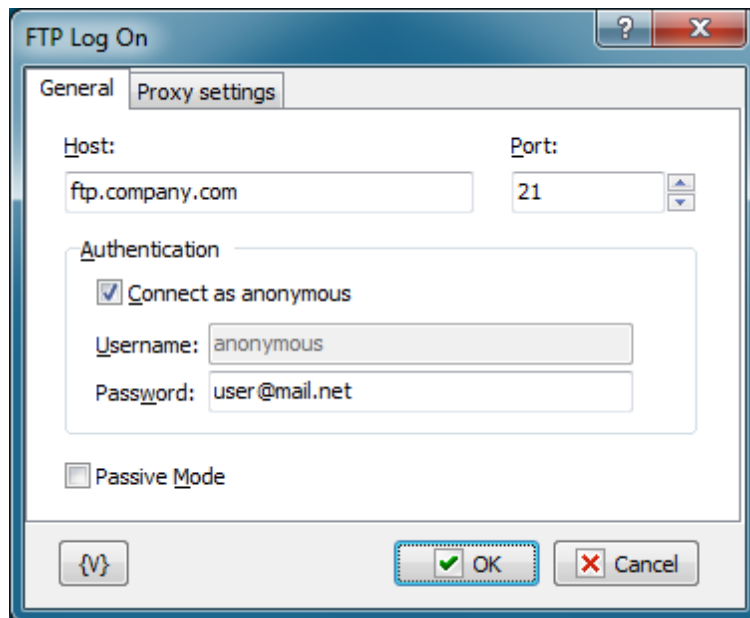 FTP Log On
?
General Proxy settings
Host: Port:
ftp.company.com 21
Authentication
Connect as anonymous
Username: anonymous
Password: user@mail.net
Passive Mode
{V} OK Cancel